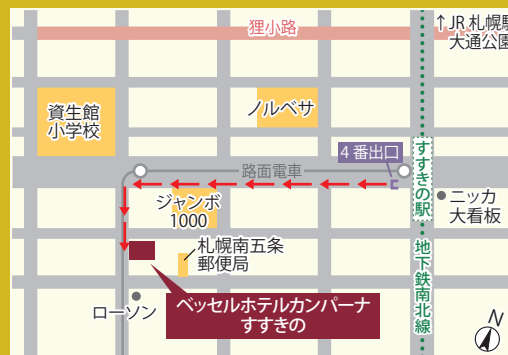 狸小路
↑JR 札幌駅
大通公園
資生館
小学校
ノルベサ
4 番出口
路面電車
すすきの駅
ジャンボ
1000
ニッカ
大看板
札幌南五条
郵便局
地下鉄南北線
ベッセルホテルカンパーナ
すすきの
ローソン
N